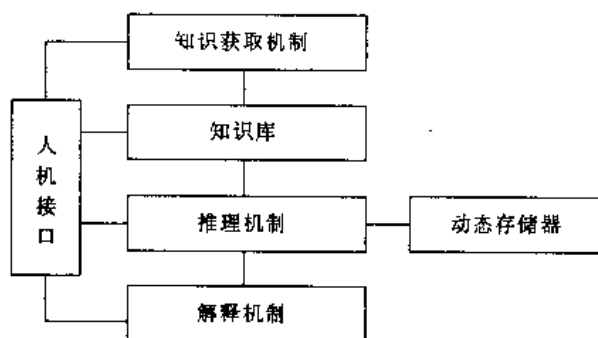 知识获取机制
知识库
人机接口
推理机制
动态存储器
解释机制